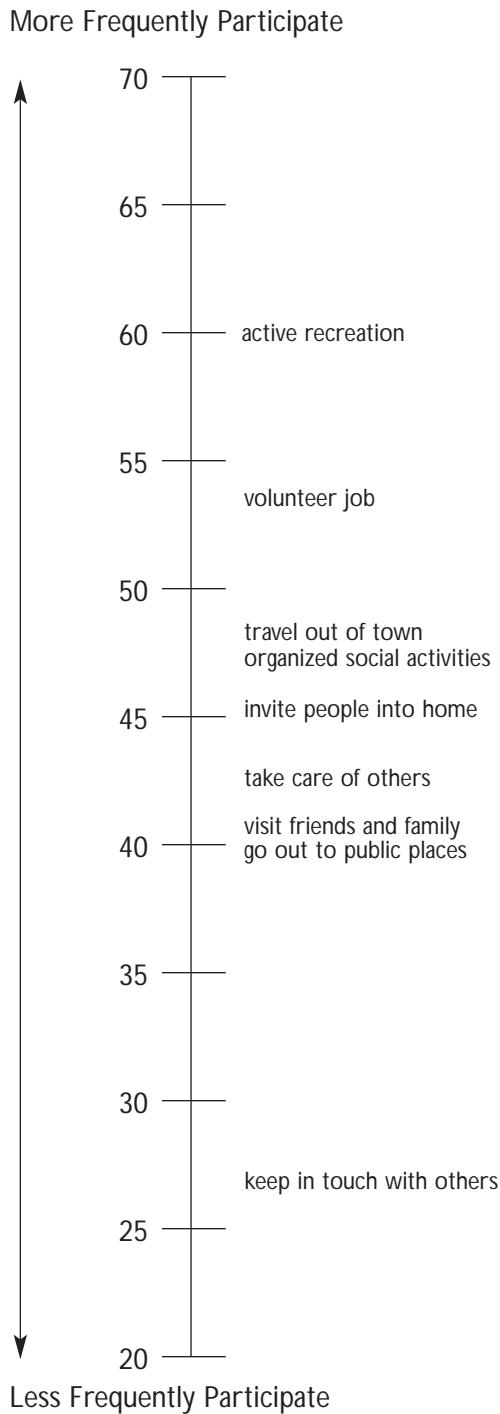 More Frequently Participate
70
65
60 active recreation
55
volunteer job
50
travel out of town
organized social activities
45 invite people into home
take care of others
visit friends and family
40 go out to public places
35
30
keep in touch with others
25
20
Less Frequently Participate